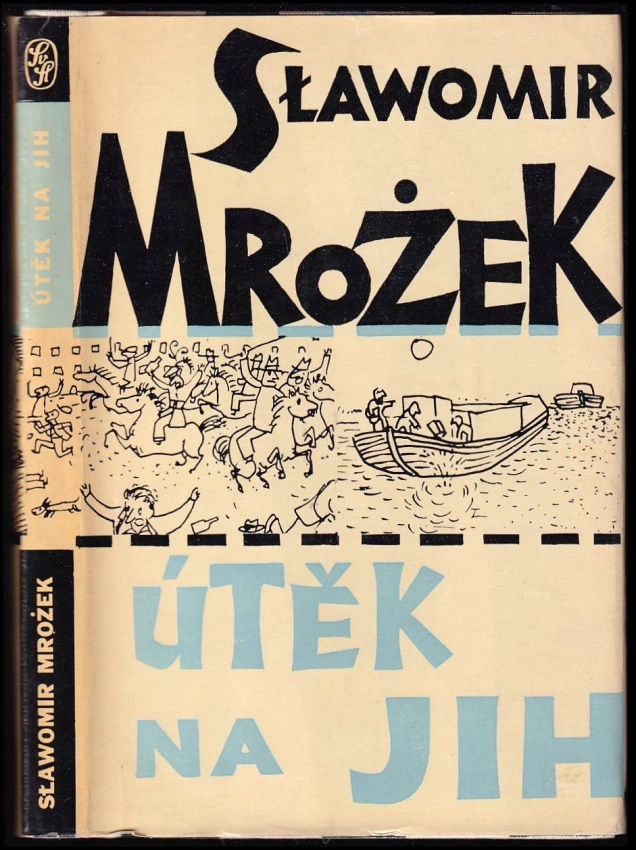 SŁAWOMIR
MROŻEK
ÚTĚK
NA JIH
ÚTĚK NA JIH
SŁAWOMIR MROŻEK